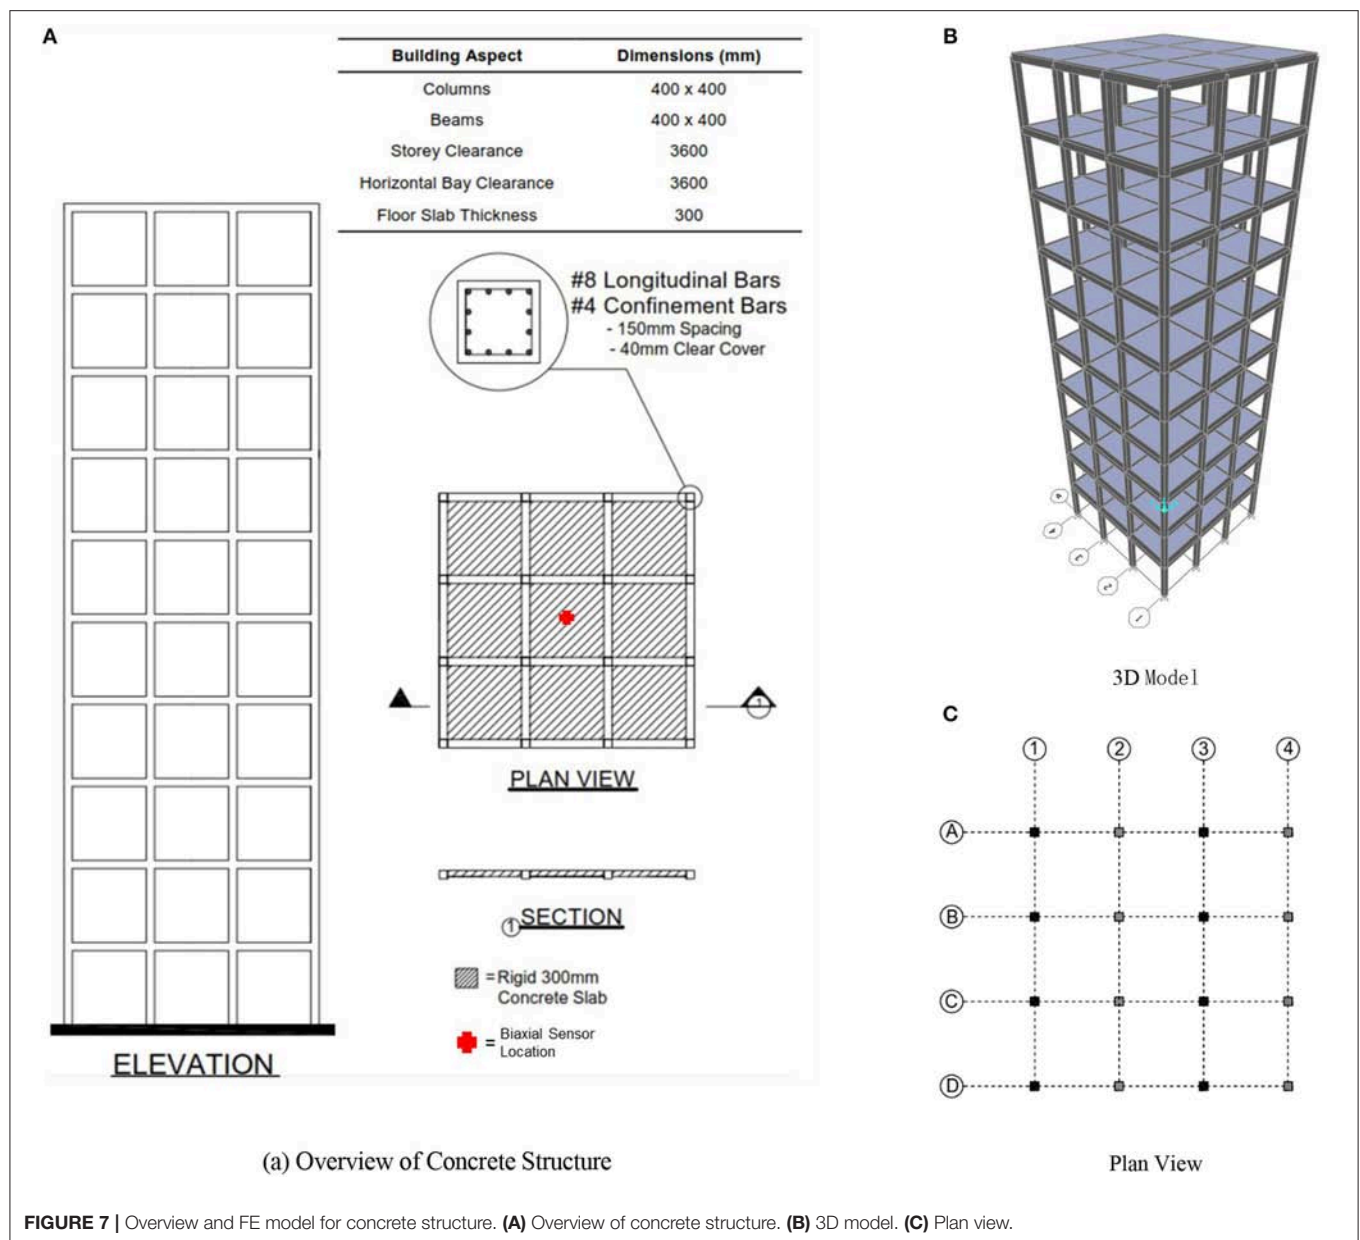 A
Building Aspect Dimensions (mm)
Columns 400 x 400
Beams 400 x 400
Storey Clearance 3600
Horizontal Bay Clearance 3600
Floor Slab Thickness 300
#8 Longitudinal Bars
#4 Confinement Bars
- 150mm Spacing
- 40mm Clear Cover
1
PLAN VIEW
1 SECTION
=Rigid 300mm
Concrete Slab
= Biaxial Sensor
Location
ELEVATION
(a) Overview of Concrete Structure
B
3D Model
C
1 2 3 4
A
B
C
D
Plan View
FIGURE 7 | Overview and FE model for concrete structure. (A) Overview of concrete structure. (B) 3D model. (C) Plan view.